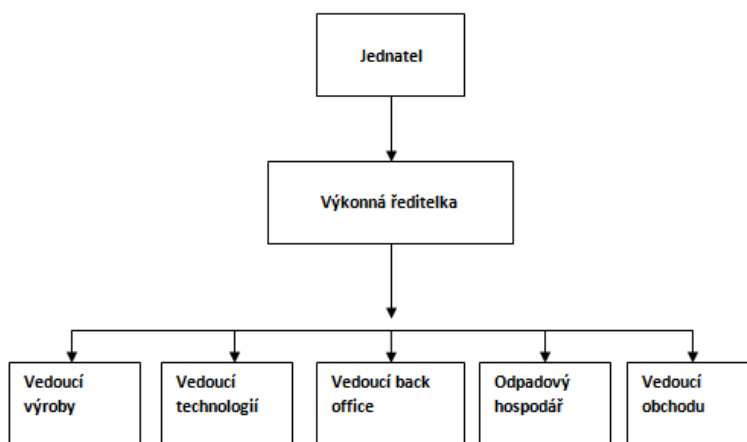 Jednatel
Výkonná ředitelka
Vedoucí
výroby
Vedoucí
technologií
Vedoucí back
office
Odpadový
hospodář
Vedoucí
obchodu